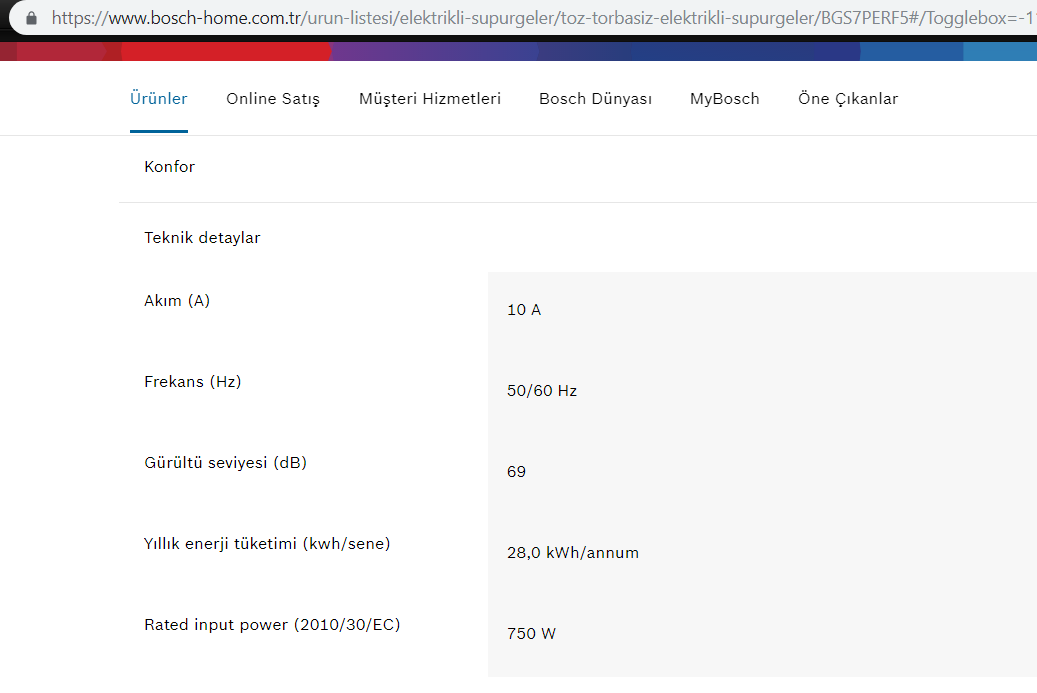 https://www.bosch-home.com.tr/urun-listesi/elektrikli-supurgeler/toz-torbasiz-elektrikli-supurgeler/BGS7PERF5#/Togglebox=-1
Ürünler Online Satış Müşteri Hizmetleri Bosch Dünyası MyBosch Öne Çıkanlar
Konfor
Teknik detaylar
Akım (A)
10 A
Frekans (Hz)
50/60 Hz
Gürültü seviyesi (dB)
69
Yıllık enerji tüketimi (kwh/sene)
28,0 kWh/annum
Rated input power (2010/30/EC)
750 W